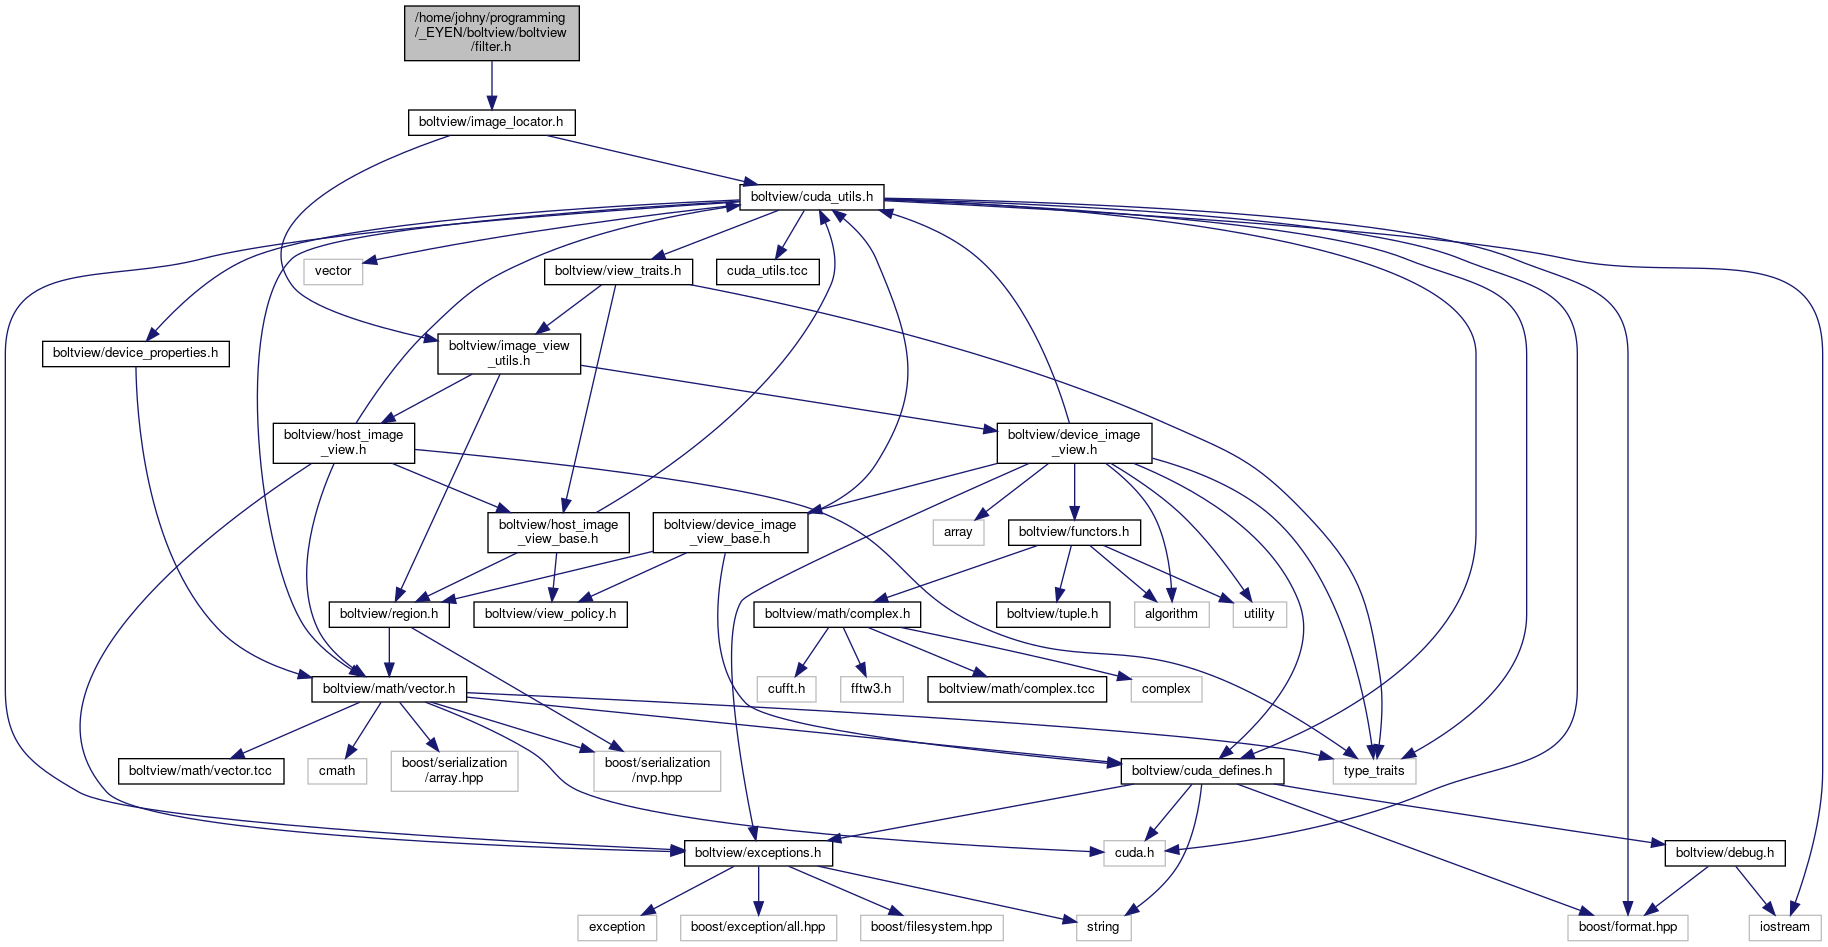 /home/johny/programming
/_EYEN/boltview/boltview
/filter.h
boltview/image_locator.h
boltview/cuda_utils.h
vector
boltview/view_traits.h
cuda_utils.tcc
boltview/device_properties.h
boltview/image_view
_utils.h
boltview/host_image
_view.h
boltview/device_image
_view.h
boltview/host_image
_view_base.h
boltview/device_image
_view_base.h
array
boltview/functors.h
boltview/region.h
boltview/view_policy.h
boltview/math/complex.h
boltview/tuple.h
algorithm
utility
boltview/math/vector.h
cufft.h
fftw3.h
boltview/math/complex.tcc
complex
boltview/math/vector.tcc
cmath
boost/serialization
/array.hpp
boost/serialization
/nvp.hpp
boltview/cuda_defines.h
type_traits
boltview/exceptions.h
cuda.h
boltview/debug.h
exception
boost/exception/all.hpp
boost/filesystem.hpp
string
boost/format.hpp
iostream